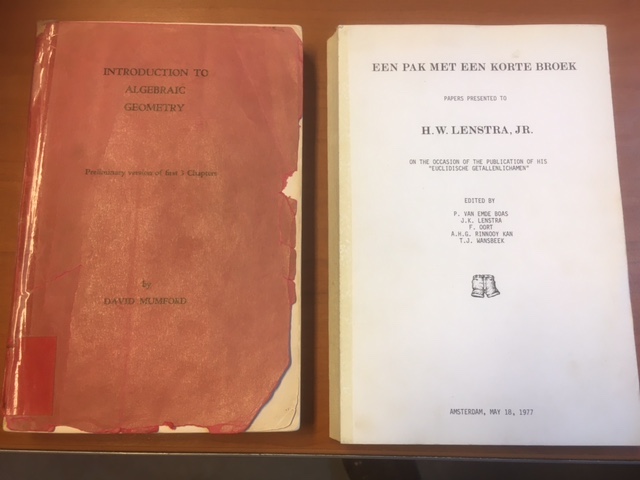 INTRODUCTION TO
ALGEBRAIC
GEOMETRY
Preliminary version of first 3 Chapters
by
DAVID MUMFORD
EEN PAK MET EEN KORTE BROEK
PAPERS PRESENTED TO
H.W. LENSTRA, JR.
ON THE OCCASION OF THE PUBLICATION OF HIS
"EUCLIDISCHE GETALLENLICHAMEN"
EDITED BY
P. VAN EMDE BOAS
J.K. LENSTRA
F. OORT
A.H.G. RINNOOY KAN
T.J. WANSBEEK
AMSTERDAM, MAY 18, 1977